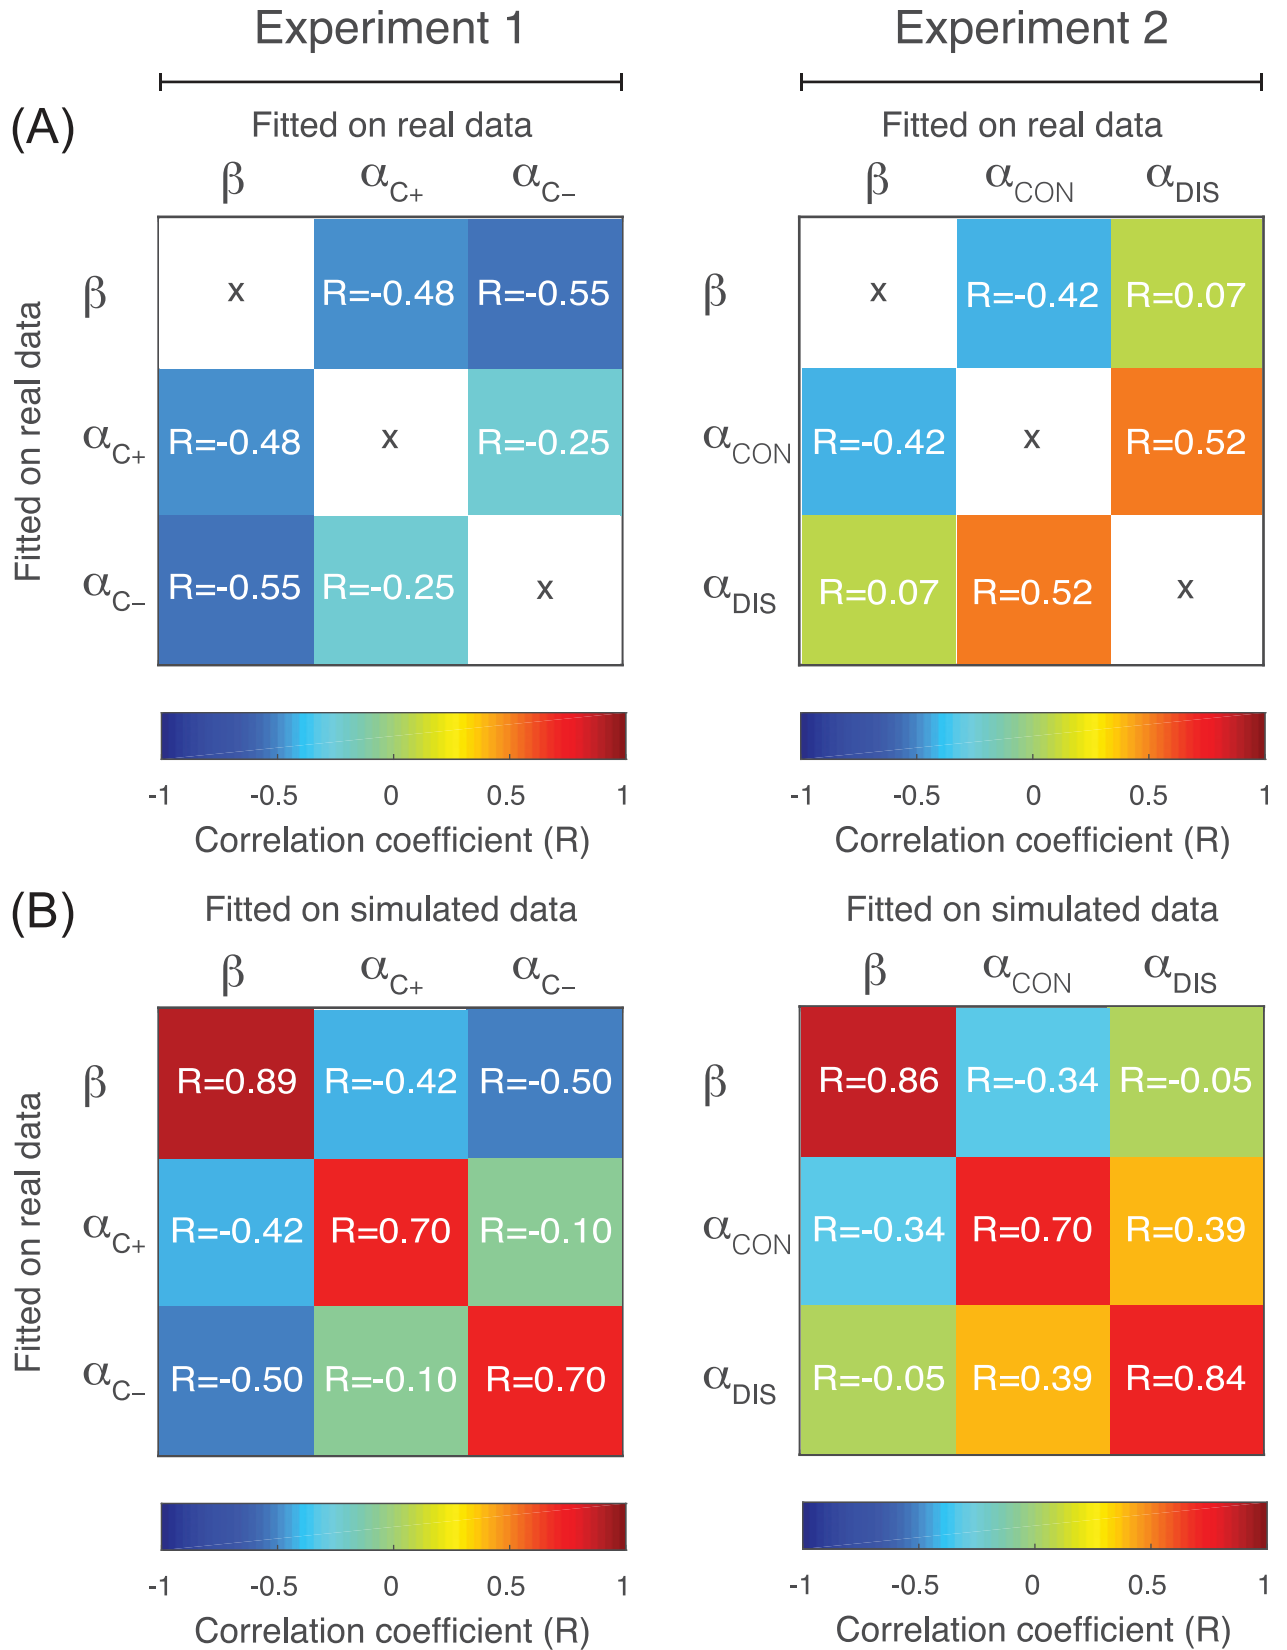 Experiment 1
Experiment 2
(A)
Fitted on real data
Fitted on real data
β αC+ αC−
β αCON αDIS
Fitted on real data
β x R=-0.48 R=-0.55
β x R=-0.42 R=0.07
αC+ R=-0.48 x R=-0.25
αCON R=-0.42 x R=0.52
αC− R=-0.55 R=-0.25 x
αDIS R=0.07 R=0.52 x
-1 -0.5 0 0.5 1
-1 -0.5 0 0.5 1
Correlation coefficient (R)
Correlation coefficient (R)
(B)
Fitted on simulated data
Fitted on simulated data
β αC+ αC−
β αCON αDIS
Fitted on real data
β R=0.89 R=-0.42 R=-0.50
β R=0.86 R=-0.34 R=-0.05
αC+ R=-0.42 R=0.70 R=-0.10
αCON R=-0.34 R=0.70 R=0.39
αC− R=-0.50 R=-0.10 R=0.70
αDIS R=-0.05 R=0.39 R=0.84
-1 -0.5 0 0.5 1
-1 -0.5 0 0.5 1
Correlation coefficient (R)
Correlation coefficient (R)